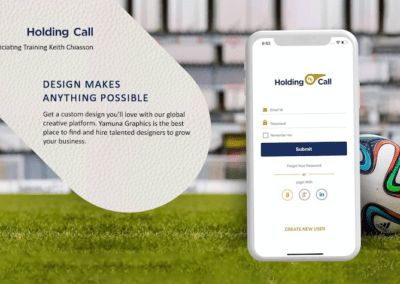 Holding Call
iciating Training Keith Chiasson
DESIGN MAKES
ANYTHING POSSIBLE
Get a custom design you'll love with our global
creative platform. Yamuna Graphics is the best
place to find and hire talented designers to grow
your business.
Holding Call
Email Id
Password
Remember me
Submit
Forgot Your Password
or
Login With
in
CREATE NEW USER